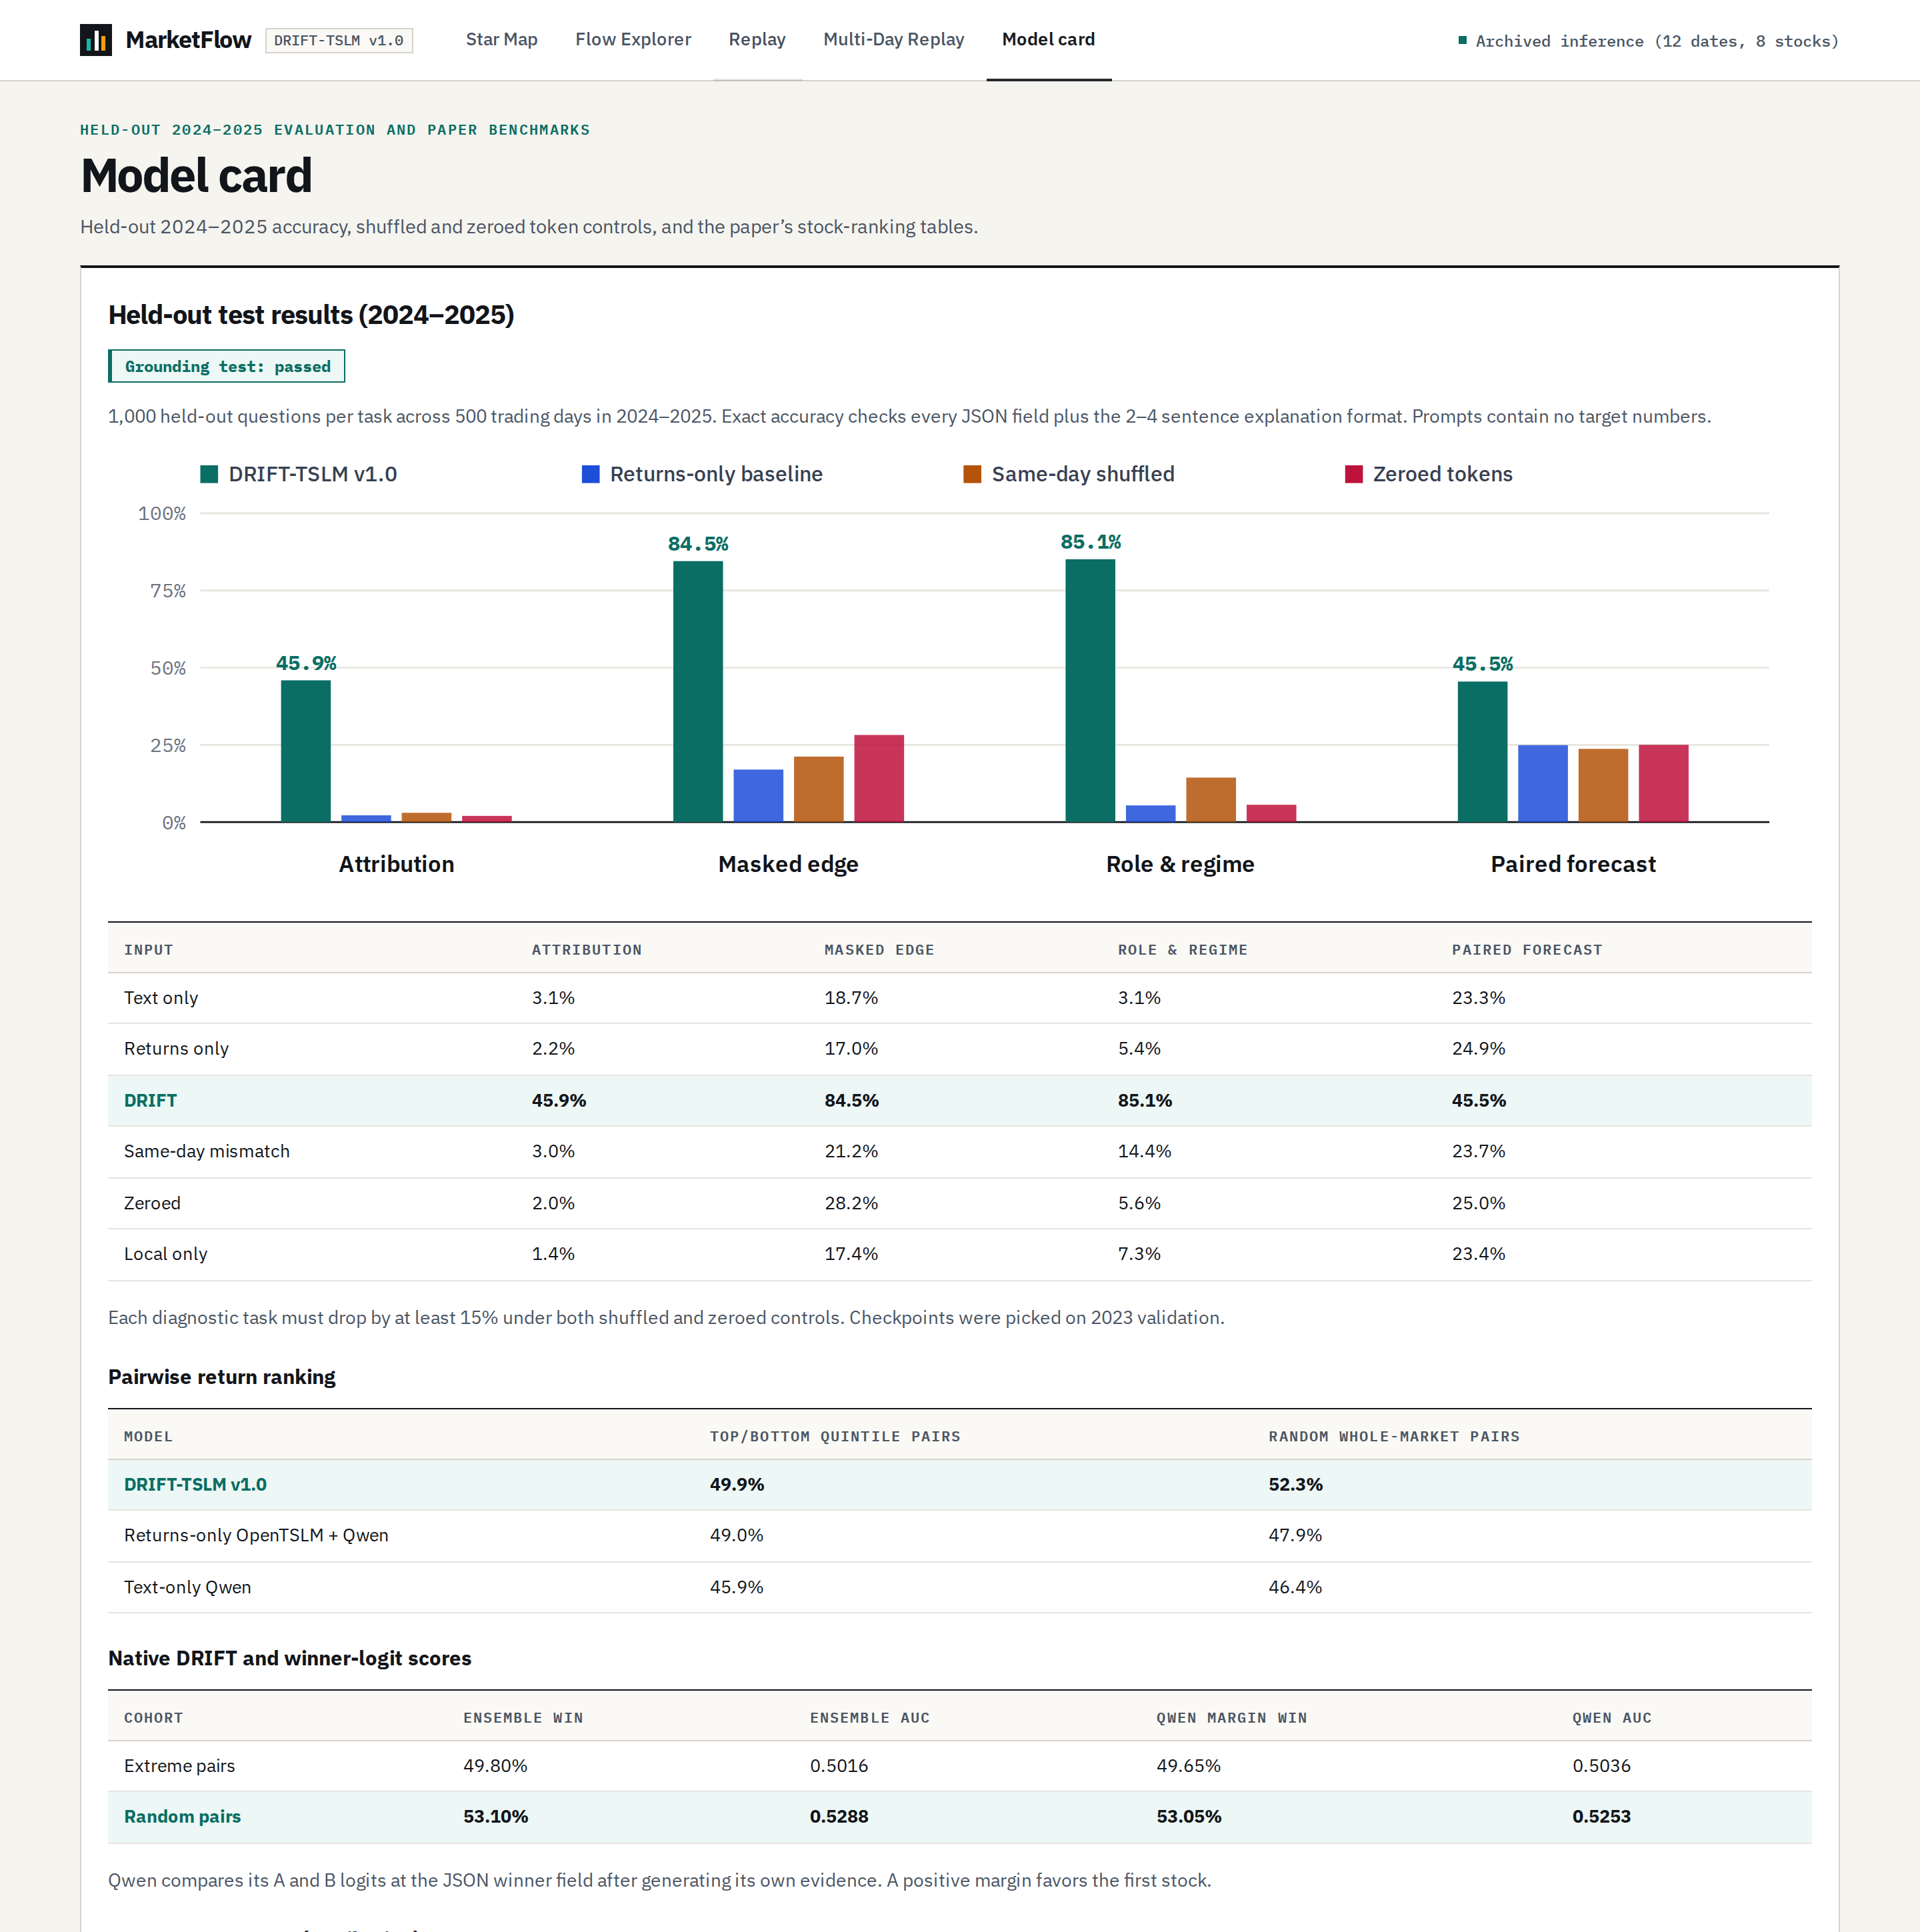 MarketFlow DRIFT-TSLM v1.0 Star Map Flow Explorer Replay Multi-Day Replay Model card Archived inference (12 dates, 8 stocks)
HELD-OUT 2024–2025 EVALUATION AND PAPER BENCHMARKS
Model card
Held-out 2024–2025 accuracy, shuffled and zeroed token controls, and the paper’s stock-ranking tables.
Held-out test results (2024–2025)
Grounding test: passed
1,000 held-out questions per task across 500 trading days in 2024–2025. Exact accuracy checks every JSON field plus the 2–4 sentence explanation format. Prompts contain no target numbers.
DRIFT-TSLM v1.0 Returns-only baseline Same-day shuffled Zeroed tokens
100%
84.5% 85.1%
75%
45.9% 45.5%
50%
25%
0%
Attribution Masked edge Role & regime Paired forecast
INPUT ATTRIBUTION MASKED EDGE ROLE & REGIME PAIRED FORECAST
Text only 3.1% 18.7% 3.1% 23.3%
Returns only 2.2% 17.0% 5.4% 24.9%
DRIFT 45.9% 84.5% 85.1% 45.5%
Same-day mismatch 3.0% 21.2% 14.4% 23.7%
Zeroed 2.0% 28.2% 5.6% 25.0%
Local only 1.4% 17.4% 7.3% 23.4%
Each diagnostic task must drop by at least 15% under both shuffled and zeroed controls. Checkpoints were picked on 2023 validation.
Pairwise return ranking
MODEL TOP/BOTTOM QUINTILE PAIRS RANDOM WHOLE-MARKET PAIRS
DRIFT-TSLM v1.0 49.9% 52.3%
Returns-only OpenTSLM + Qwen 49.0% 47.9%
Text-only Qwen 45.9% 46.4%
Native DRIFT and winner-logit scores
COHORT ENSEMBLE WIN ENSEMBLE AUC QWEN MARGIN WIN QWEN AUC
Extreme pairs 49.80% 0.5016 49.65% 0.5036
Random pairs 53.10% 0.5288 53.05% 0.5253
Qwen compares its A and B logits at the JSON winner field after generating its own evidence. A positive margin favors the first stock.